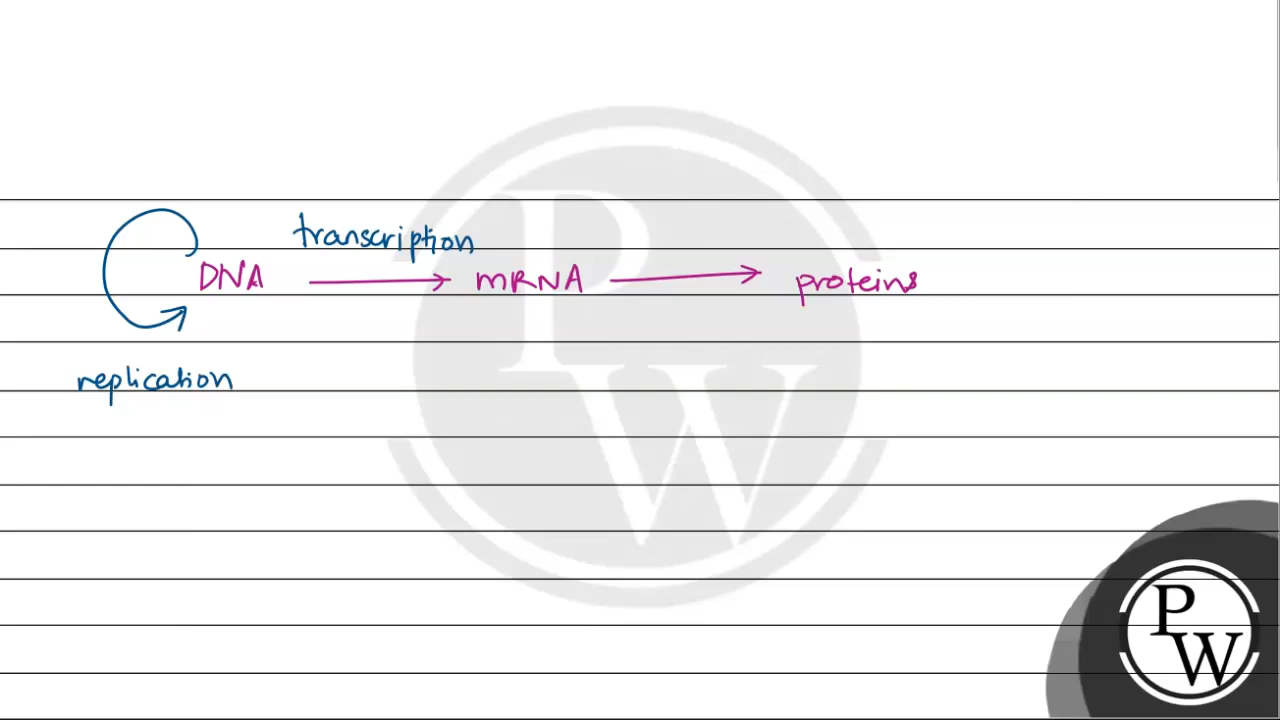 transcription
DNA → mRNA → proteins
replication
P
W
P
W